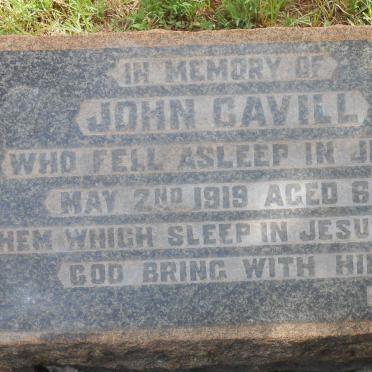 IN MEMORY OF
JOHN CAVILL
WHO FELL ASLEEP IN
MAY 2ND 1919 AGED 6
WHICH SLEEP IN JESU
GOD BRING WITH HI